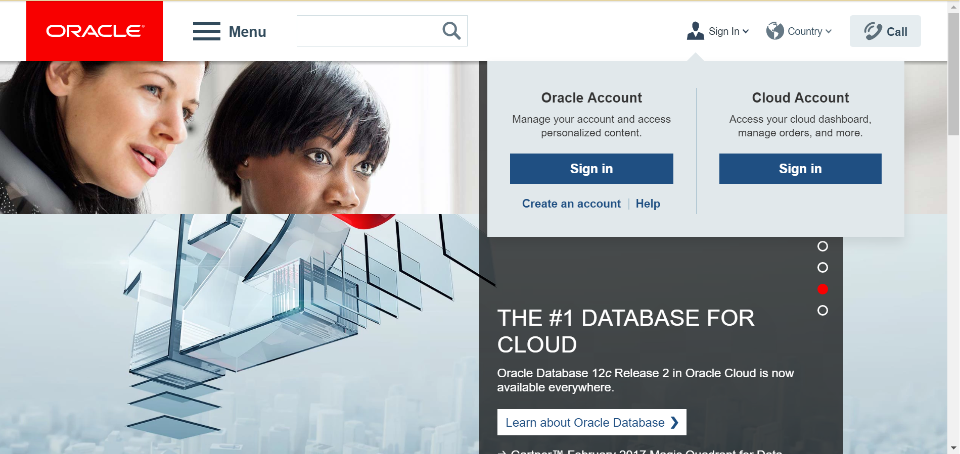 ORACLE®
Menu
Sign In
Country
Call
Oracle Account
Manage your account and access
personalized content.
Sign in
Create an account | Help
Cloud Account
Access your cloud dashboard,
manage orders, and more.
Sign in
THE #1 DATABASE FOR
CLOUD
Oracle Database 12c Release 2 in Oracle Cloud is now
available everywhere.
Learn about Oracle Database ❯
→ Gartner™ February 2017 Magic Quadrant for Data